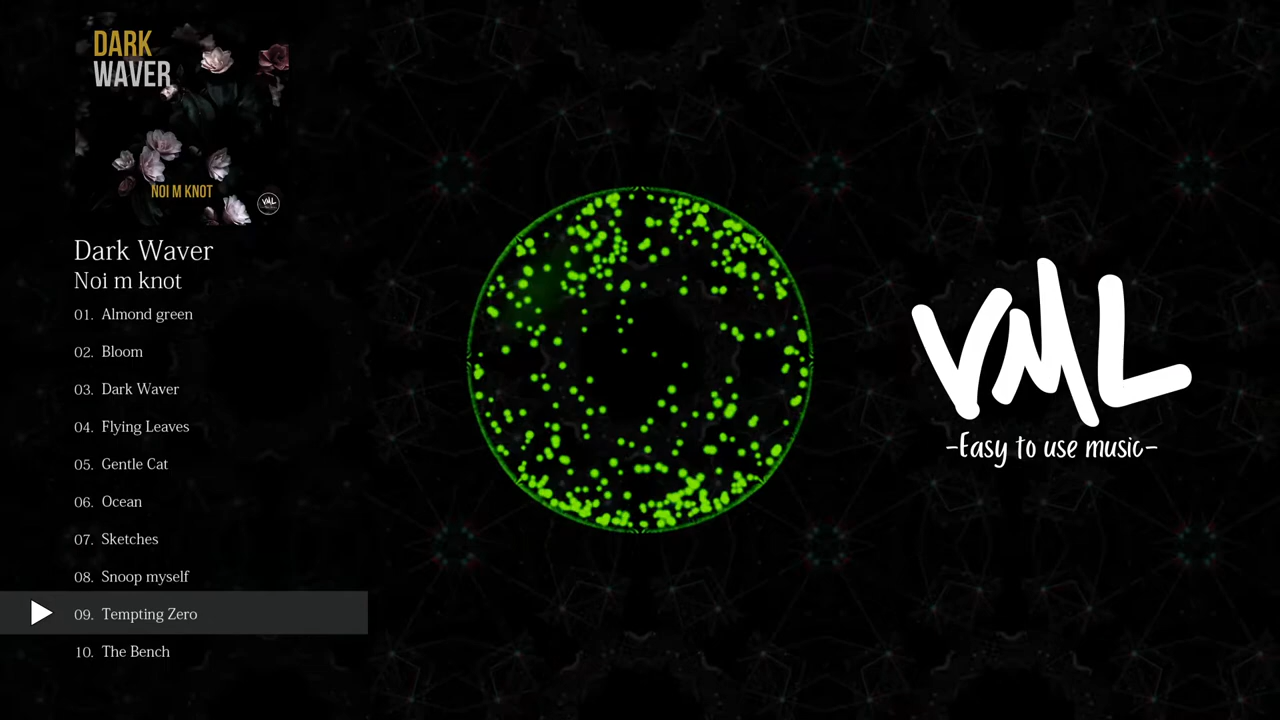 DARK
WAVER
NOI M KNOT
VML
Dark Waver
Noi m knot
01. Almond green
02. Bloom
03. Dark Waver
04. Flying Leaves
05. Gentle Cat
06. Ocean
07. Sketches
08. Snoop myself
09. Tempting Zero
10. The Bench
VML
-Easy to use music-